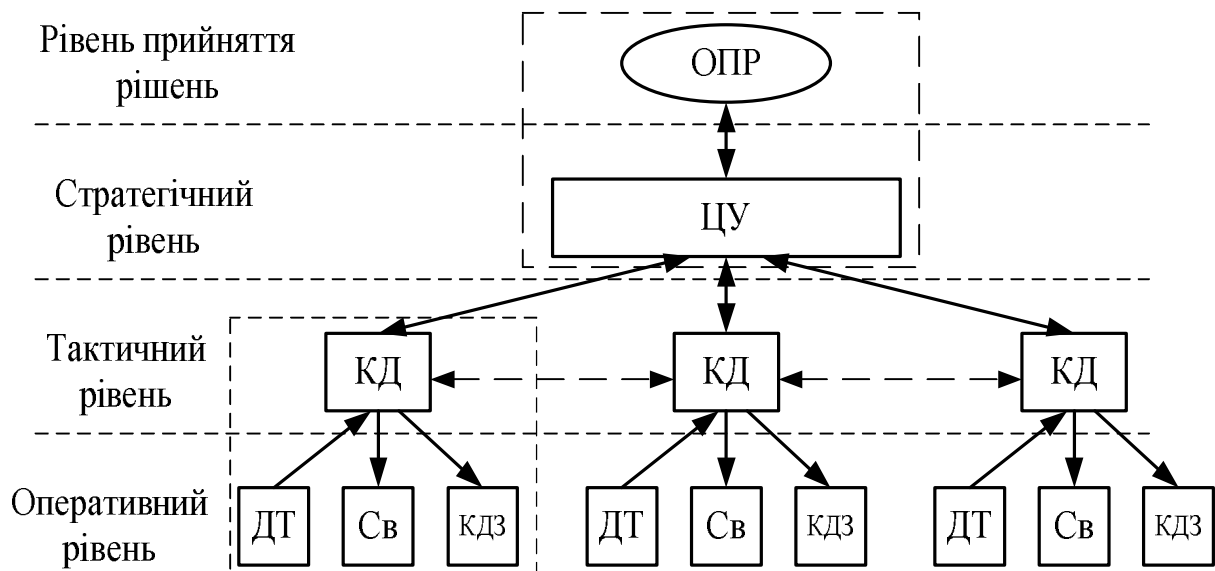 Рівень прийняття
рішень
ОПР
Стратегічний
рівень
ЦУ
Тактичний
рівень
КД
КД
КД
Оперативний
рівень
ДТ
Св
КДЗ
ДТ
Св
КДЗ
ДТ
Св
КДЗ